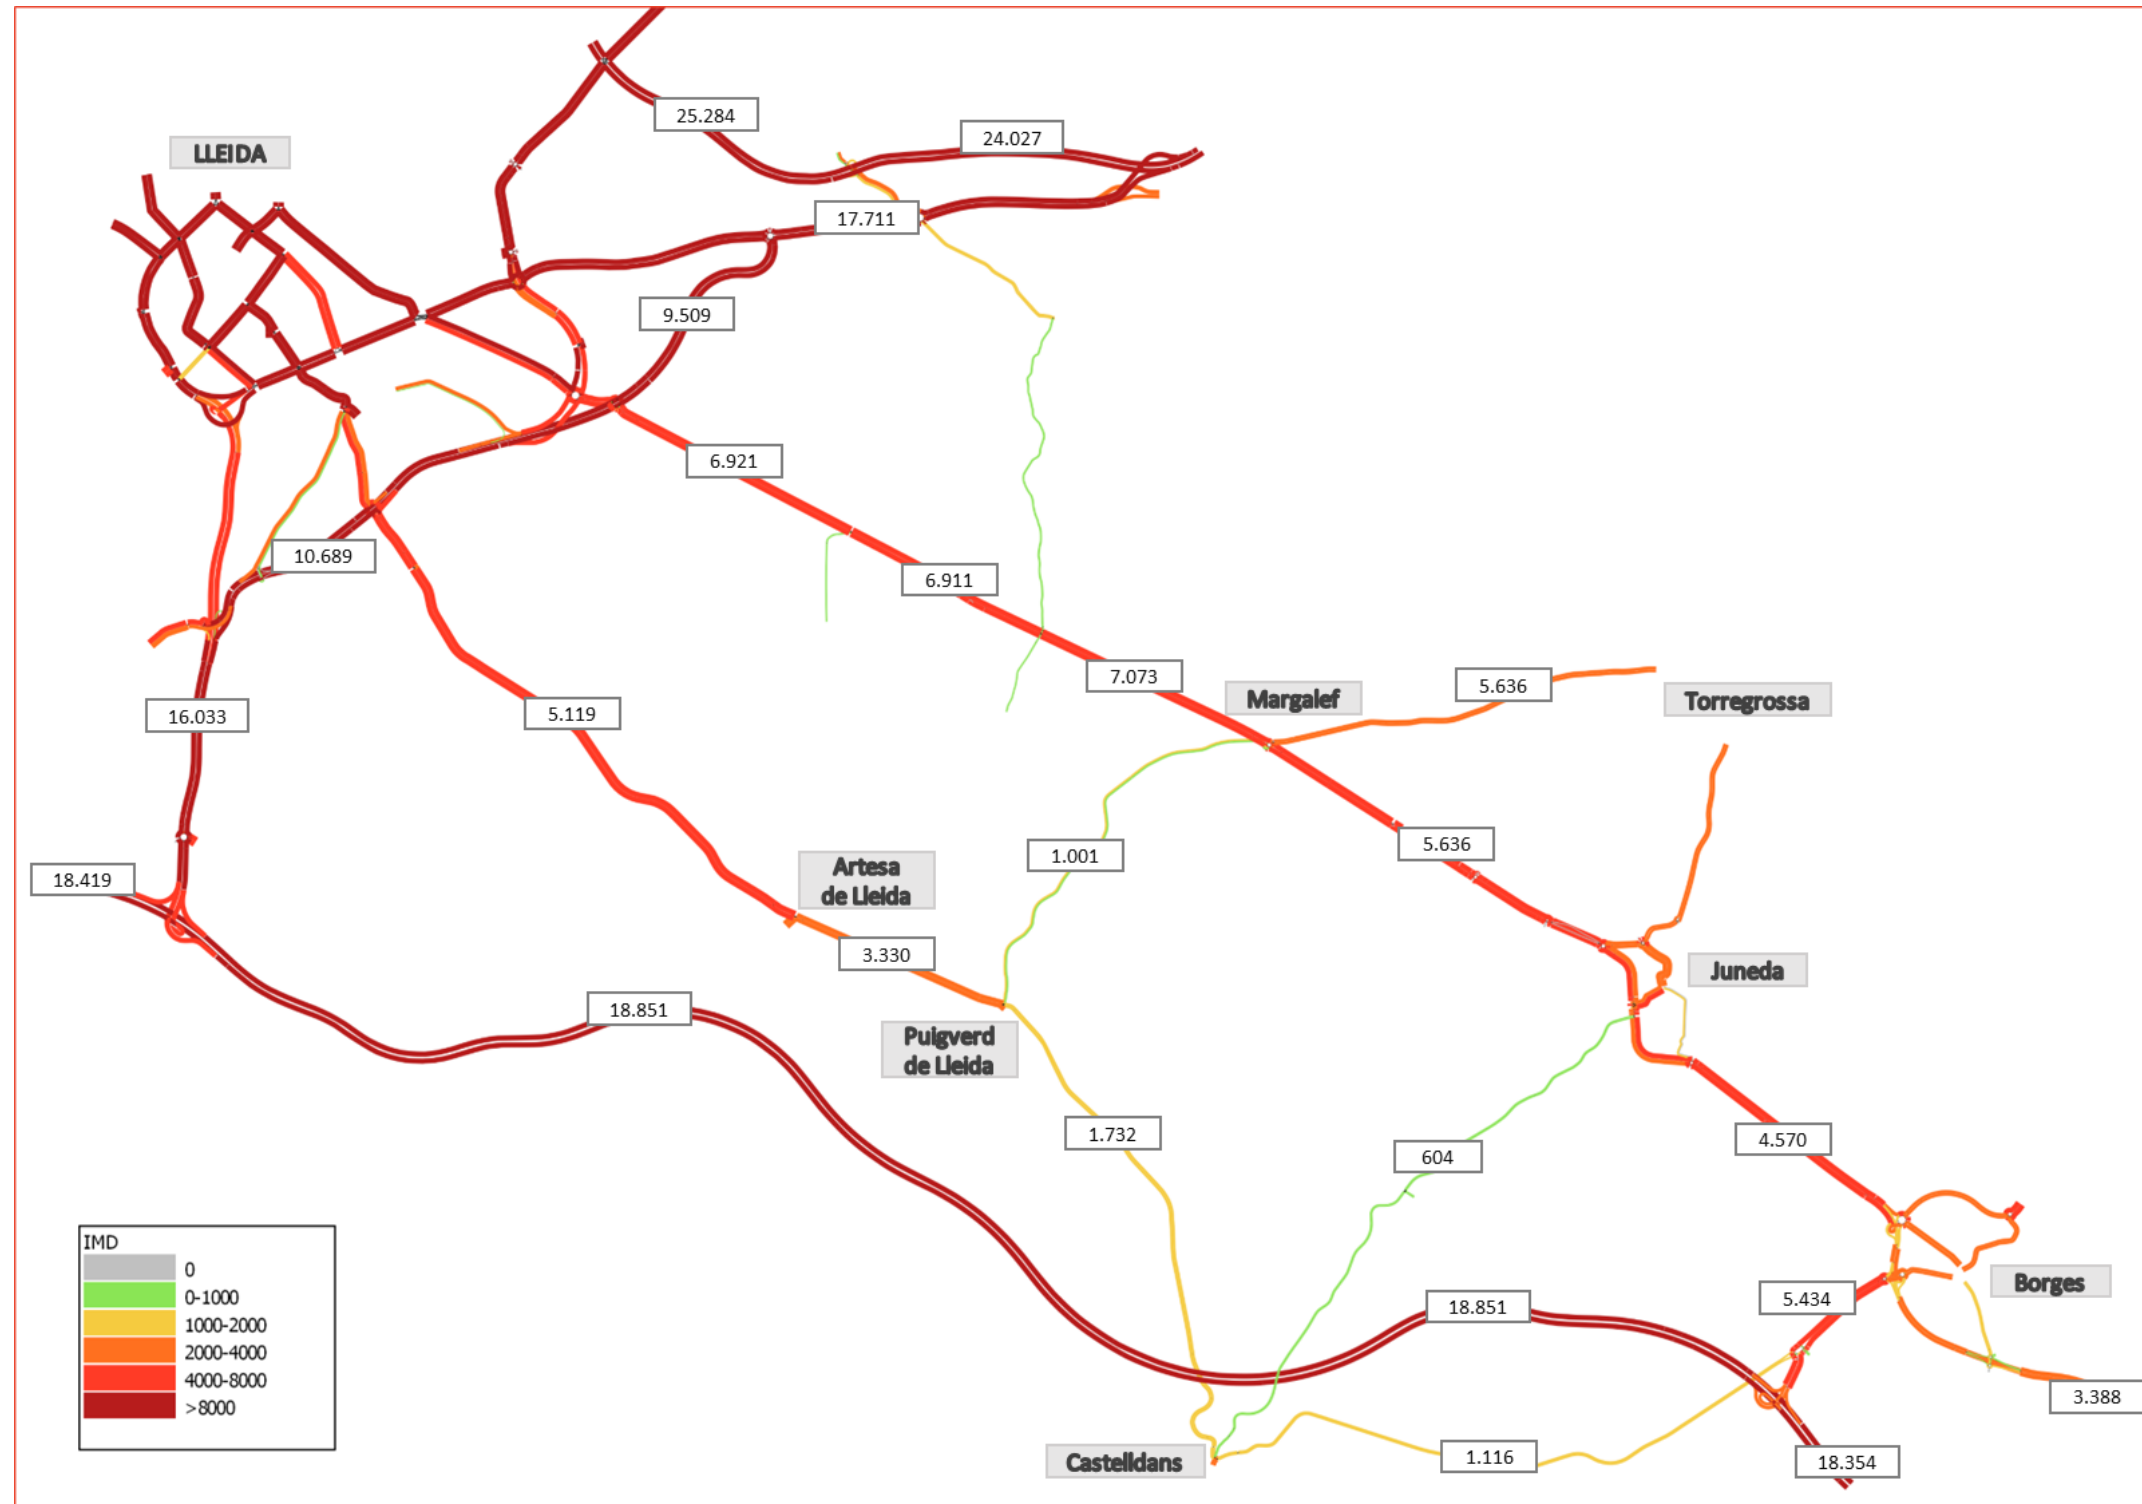 25.284
24.027
LLEIDA
17.711
9.509
6.921
10.689
6.911
7.073
5.636
Margalef
Torregrossa
16.033
5.119
5.636
1.001
18.419
Artesa
de Lleida
3.330
Juneda
18.851
Puigverd
de Lleida
1.732
4.570
604
IMD
0
0-1000
1000-2000
2000-4000
4000-8000
>8000
Borges
5.434
18.851
3.388
1.116
Castelldans
18.354